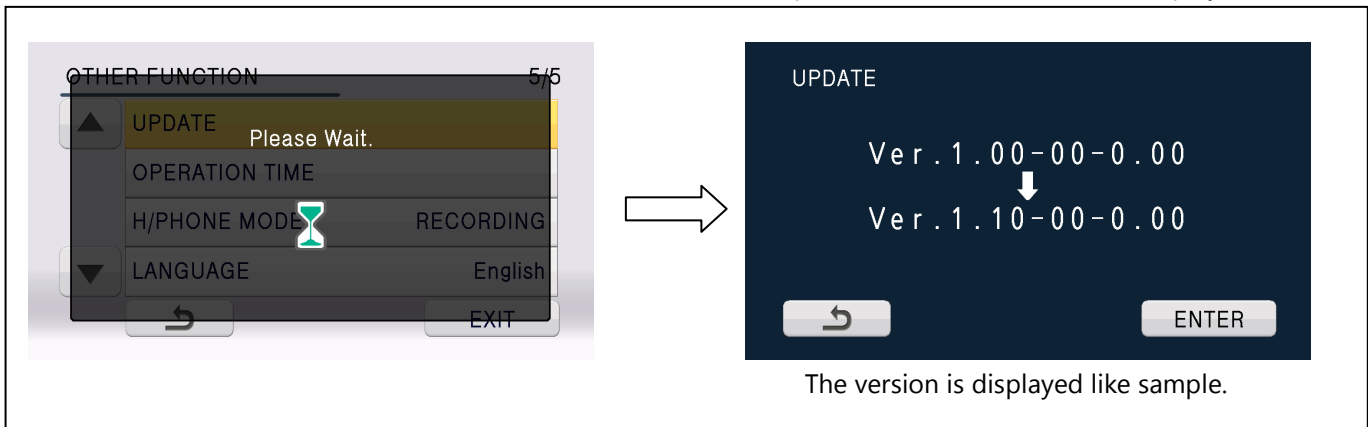 OTHER FUNCTION 5/5
UPDATE
Please Wait.
OPERATION TIME
H/PHONE MODE RECORDING
LANGUAGE English
EXIT
UPDATE
Ver.1.00-00-0.00
Ver.1.10-00-0.00
ENTER
The version is displayed like sample.